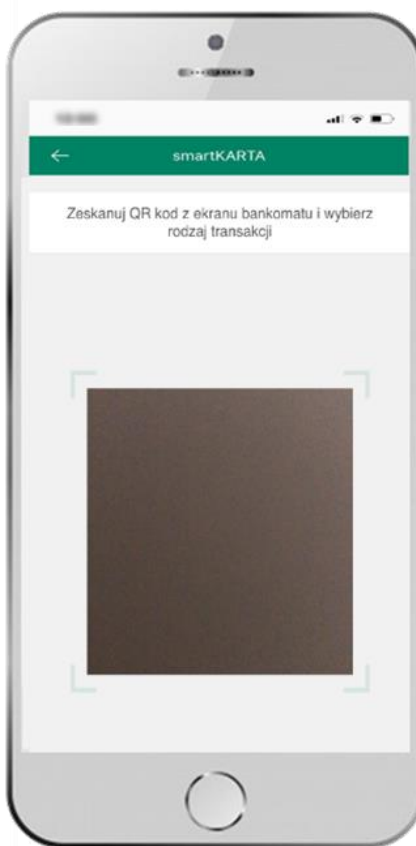 smartKARTA
Zeskanuj QR kod z ekranu bankomatu i wybierz
rodzaj transakcji